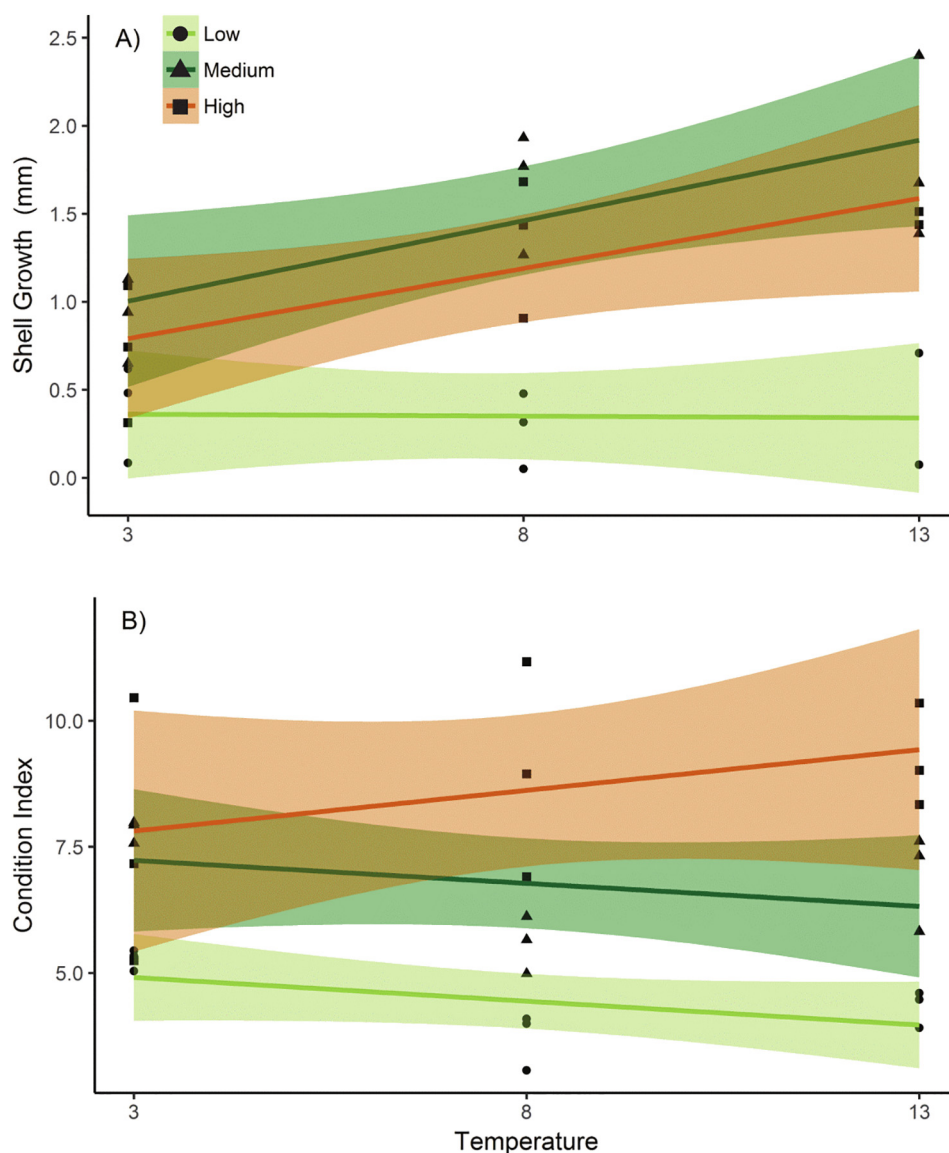 A)
Low
Medium
High
2.5
2.0
1.5
1.0
0.5
0.0
Shell Growth (mm)
3 8 13
B)
10.0
7.5
5.0
Condition Index
3 8 13
Temperature